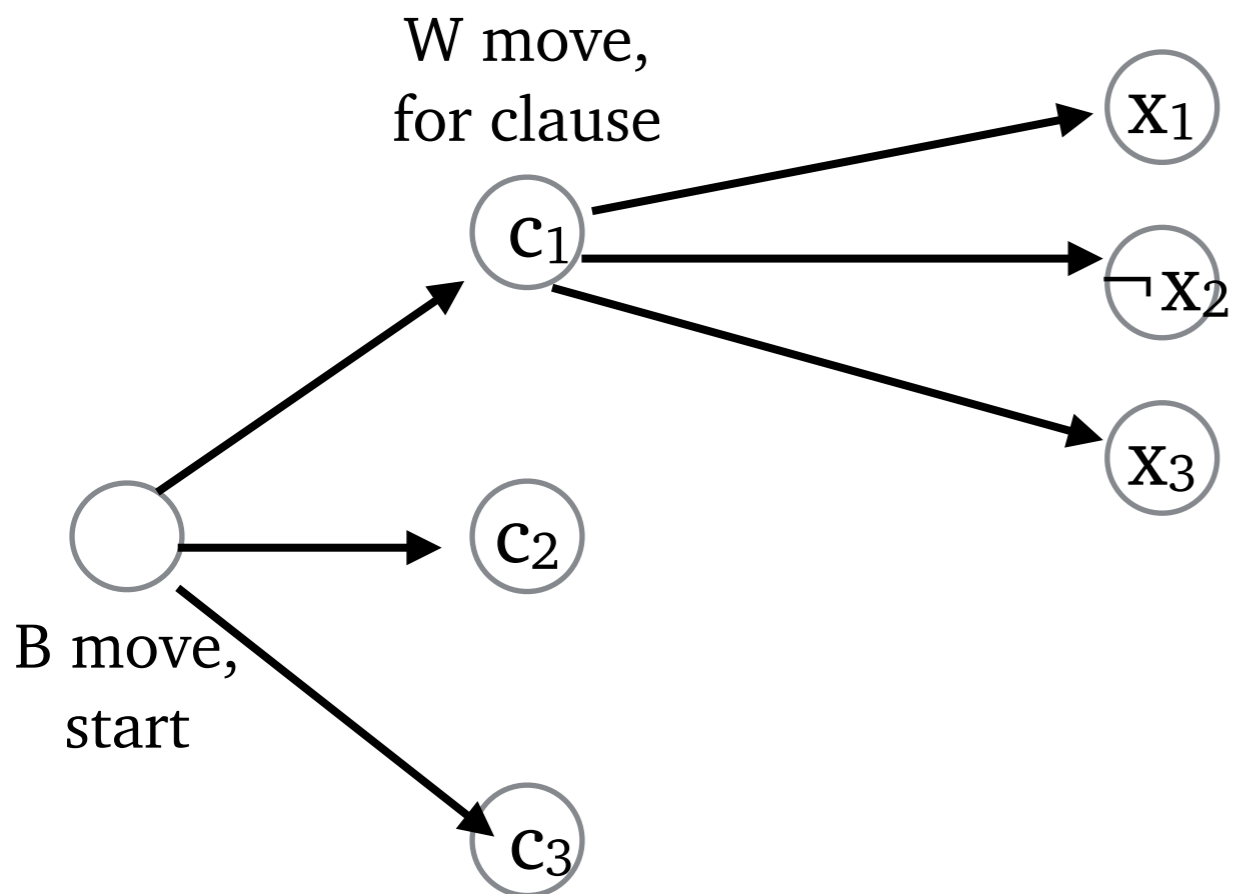 W move,
for clause
c₁
x₁
¬x₂
x₃
c₂
B move,
start
c₃